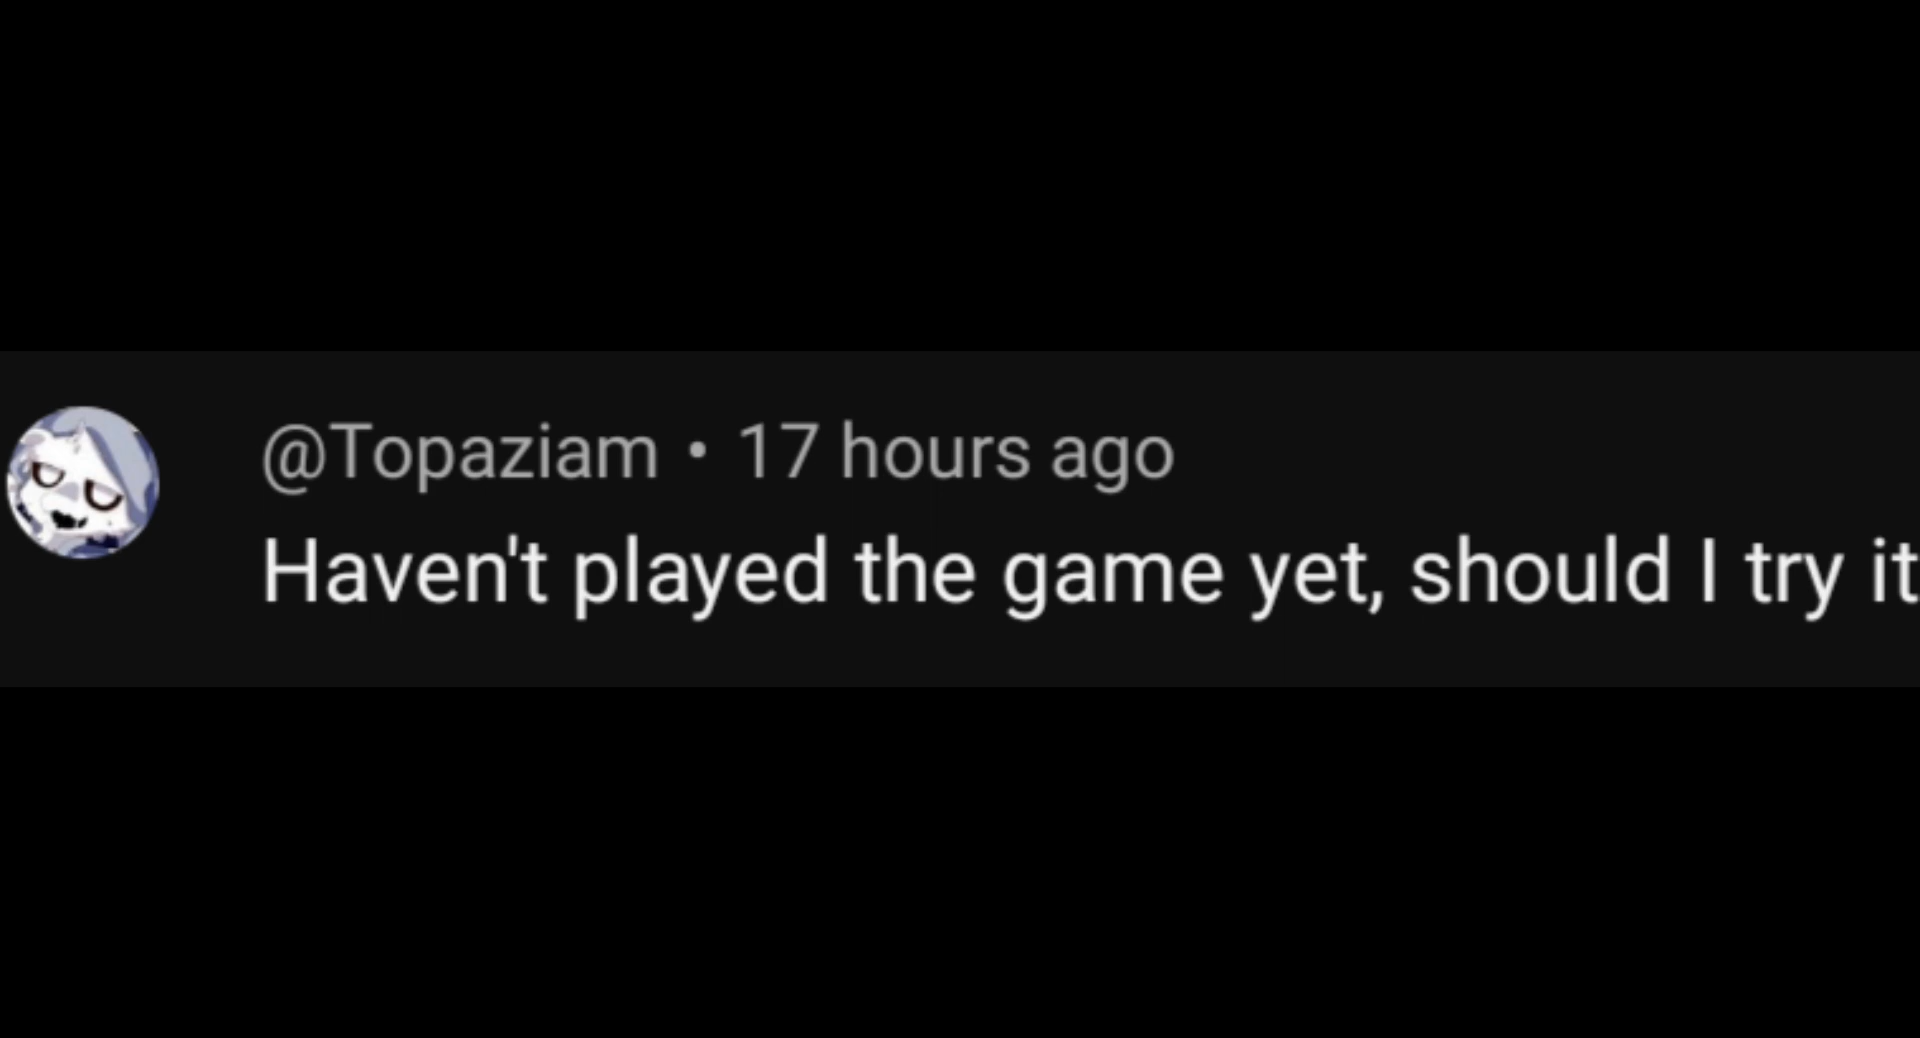 @Topaziam • 17 hours ago
Haven't played the game yet, should I try it